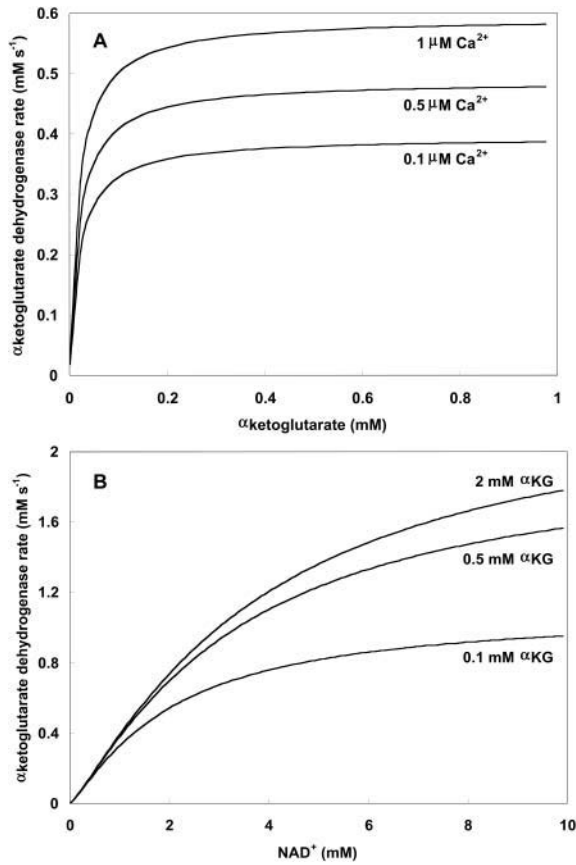 A
αketoglutarate dehydrogenase rate (mM s⁻¹)
0.6
0.5
0.4
0.3
0.2
0.1
0
1 μM Ca²⁺
0.5 μM Ca²⁺
0.1 μM Ca²⁺
0 0.2 0.4 0.6 0.8 1
αketoglutarate (mM)
B
αketoglutarate dehydrogenase rate (mM s⁻¹)
2
1.6
1.2
0.8
0.4
0
2 mM αKG
0.5 mM αKG
0.1 mM αKG
0 2 4 6 8 10
NAD⁺ (mM)